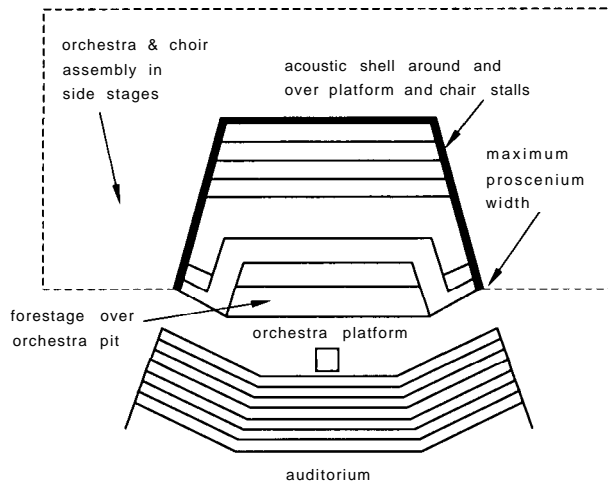 orchestra & choir
assembly in
side stages
acoustic shell around and
over platform and chair stalls
maximum
proscenium
width
forestage over
orchestra pit
orchestra platform
auditorium